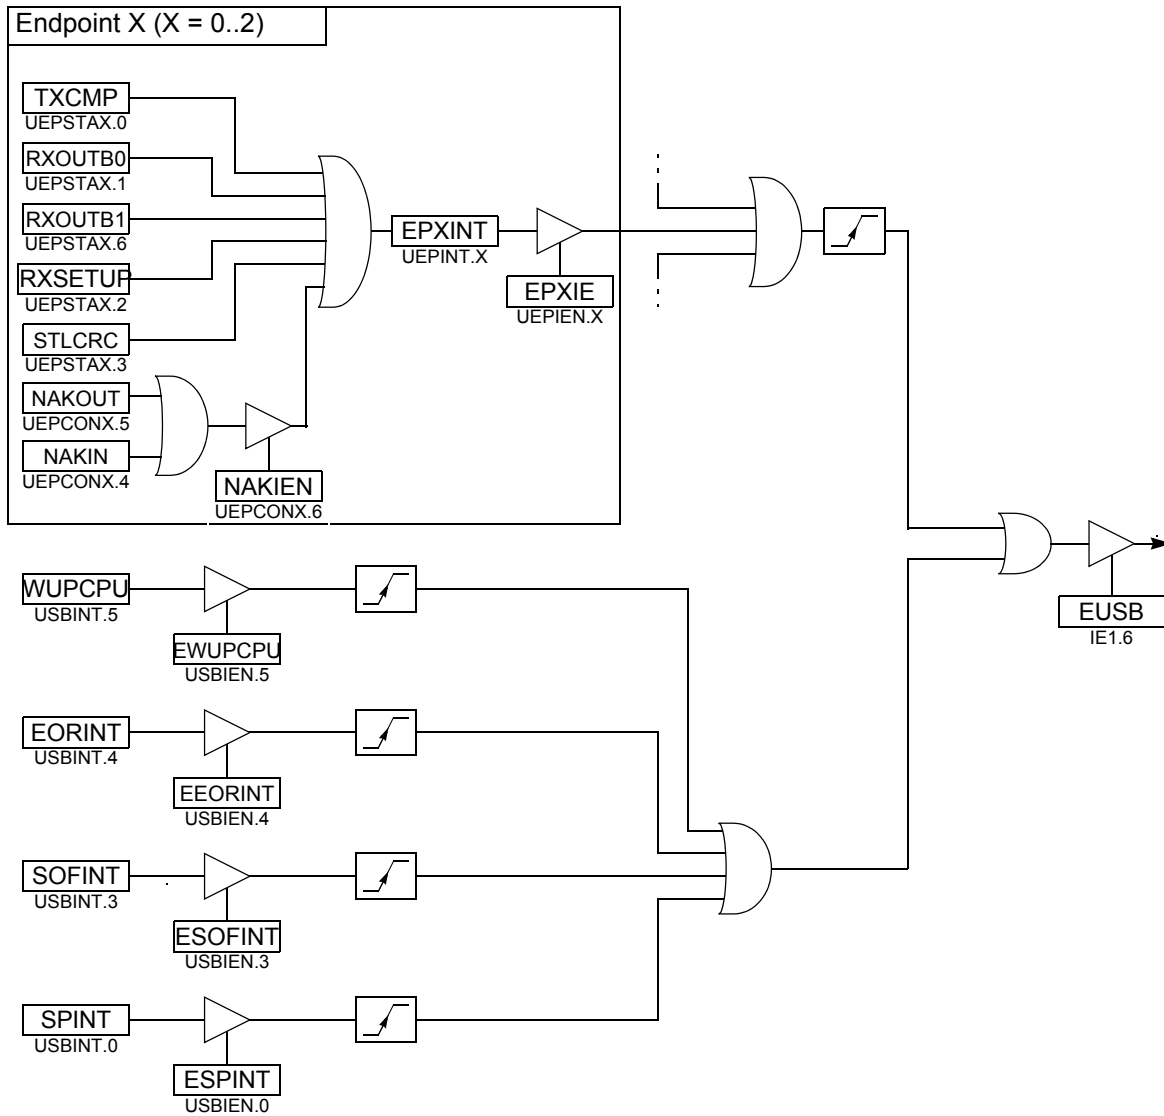 Endpoint X (X = 0..2)
TXCMP
UEPSTAX.0
RXOUTB0
UEPSTAX.1
RXOUTB1
UEPSTAX.6
RXSETUP
UEPSTAX.2
STLCRC
UEPSTAX.3
NAKOUT
UEPCONX.5
NAKIN
UEPCONX.4
NAKIEN
UEPCONX.6
EPXINT
UEPINT.X
EPXIE
UEPIEN.X
EUSB
IE1.6
WUPCPU
USBINT.5
EWUPCPU
USBIEN.5
EORINT
USBINT.4
EEORINT
USBIEN.4
SOFINT
USBINT.3
ESOFINT
USBIEN.3
SPINT
USBINT.0
ESPINT
USBIEN.0